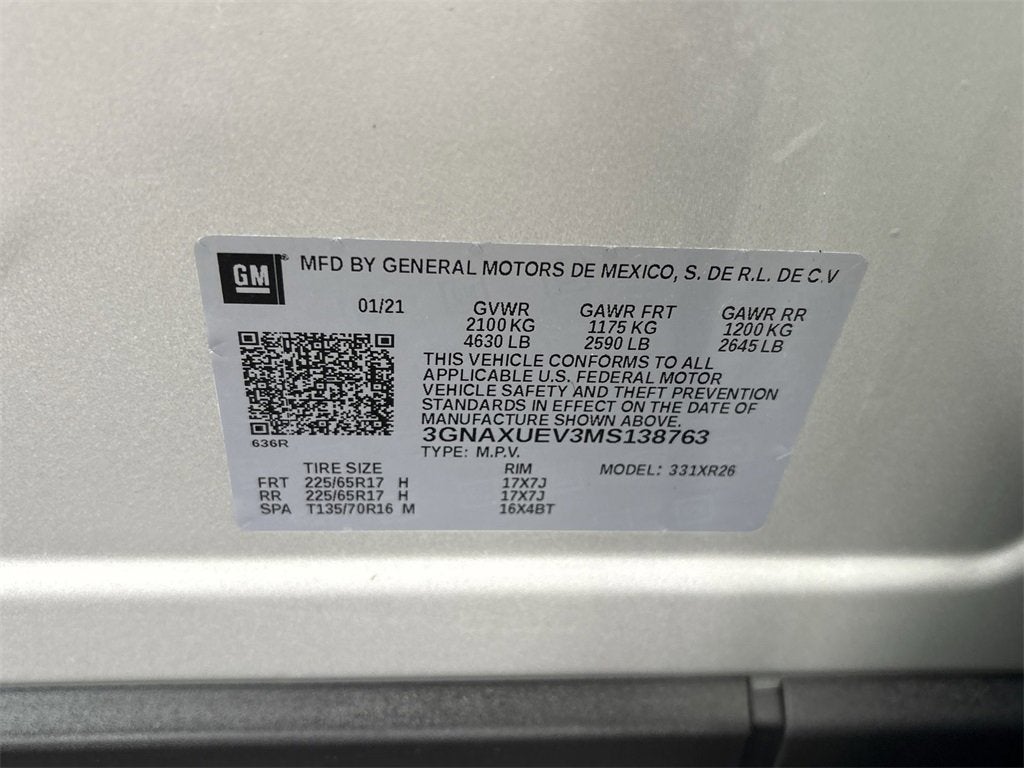 GM ®
MFD BY GENERAL MOTORS DE MEXICO, S. DE R.L. DE C.V
01/21 GVWR GAWR FRT GAWR RR
2100 KG 1175 KG 1200 KG
4630 LB 2590 LB 2645 LB
THIS VEHICLE CONFORMS TO ALL
APPLICABLE U.S. FEDERAL MOTOR
VEHICLE SAFETY AND THEFT PREVENTION
STANDARDS IN EFFECT ON THE DATE OF
MANUFACTURE SHOWN ABOVE.
636R
3GNAXUEV3MS138763
TYPE: M.P.V.
TIRE SIZE RIM MODEL: 331XR26
FRT 225/65R17 H 17X7J
RR 225/65R17 H 17X7J
SPA T135/70R16 M 16X4BT